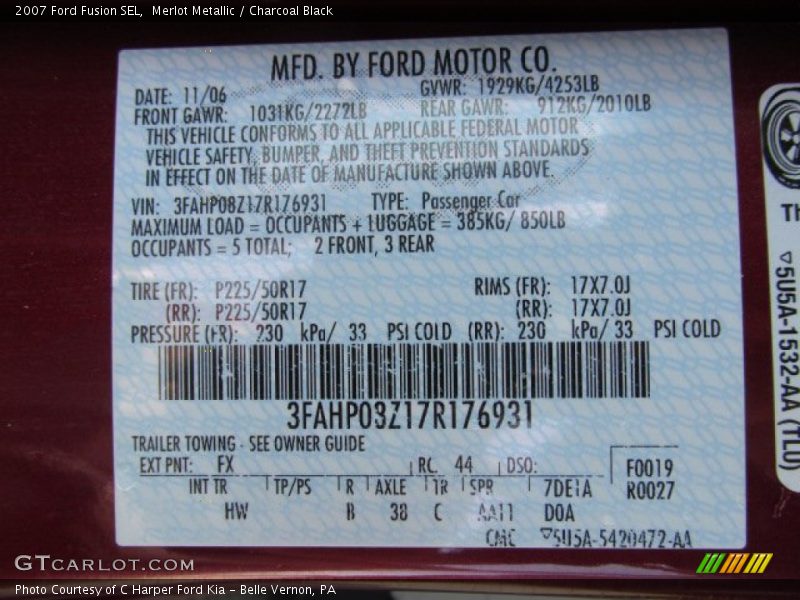 2007 Ford Fusion SEL,  Merlot Metallic / Charcoal Black
MFD. BY FORD MOTOR CO.
DATE: 11/06 GVWR: 1929KG/4253LB
FRONT GAWR: 1031KG/2272LB REAR GAWR: 912KG/2010LB
THIS VEHICLE CONFORMS TO ALL APPLICABLE FEDERAL MOTOR
VEHICLE SAFETY, BUMPER, AND THEFT PREVENTION STANDARDS
IN EFFECT ON THE DATE OF MANUFACTURE SHOWN ABOVE.
VIN: 3FAHP08Z17R176931 TYPE: Passenger Car
MAXIMUM LOAD = OCCUPANTS + LUGGAGE = 385KG/ 850LB
OCCUPANTS = 5 TOTAL; 2 FRONT, 3 REAR
TIRE (FR): P225/50R17 RIMS (FR): 17X7.0J
(RR): P225/50R17 (RR): 17X7.0J
PRESSURE (FR): 230 kPa/ 33 PSI COLD (RR): 230 kPa/ 33 PSI COLD
3FAHP08Z17R176931
TRAILER TOWING - SEE OWNER GUIDE
EXT PNT: FX RC: 44 DSO: F0019
INT TR TP/PS R AXLE TR SPR 7DE1A R0027
HW B 38 C AA11 D0A
CMC ▽5U5A-5420472-AA
Th
▽5U5A-1532-AA (TLU)
GTCARLOT.COM
Photo Courtesy of C Harper Ford Kia – Belle Vernon, PA